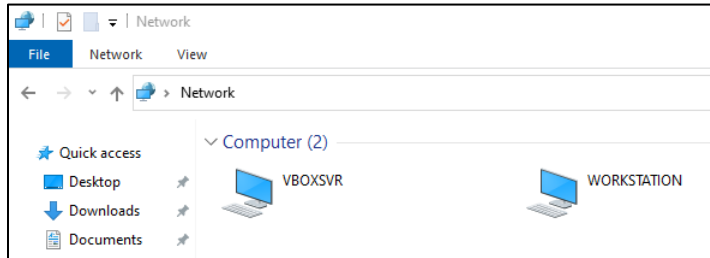 Network
File Network View
Network
Quick access
Desktop
Downloads
Documents
Computer (2)
VBOXSVR WORKSTATION